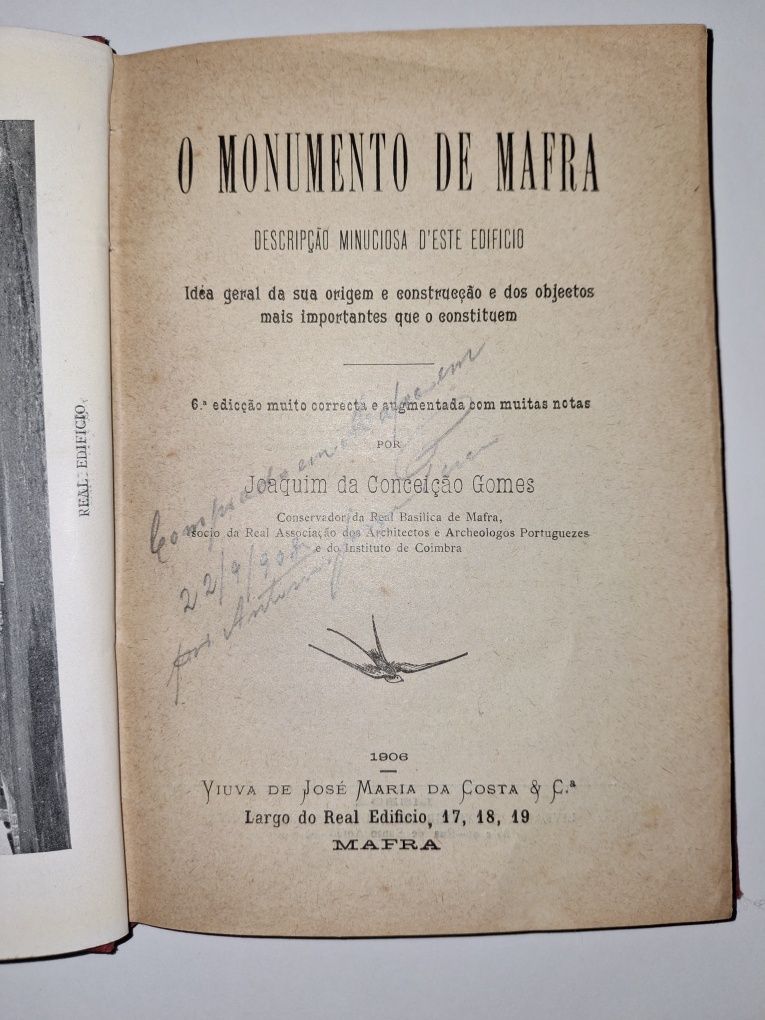 REAL EDIFICIO
O MONUMENTO DE MAFRA
DESCRIPÇÃO MINUCIOSA D'ESTE EDIFICIO
Idéa geral da sua origem e construcção e dos objectos
mais importantes que o constituem
6.ª edicção muito correcta e augmentada com muitas notas
POR
Joaquim da Conceição Gomes
Conservador da Real Basilica de Mafra,
socio da Real Associação dos Architectos e Archeologos Portuguezes
e do Instituto de Coimbra
Comprado em Mafra em
22/9/908
por Antonio
1906
VIUVA DE JOSÉ MARIA DA COSTA & C.ª
Largo do Real Edificio, 17, 18, 19
MAFRA